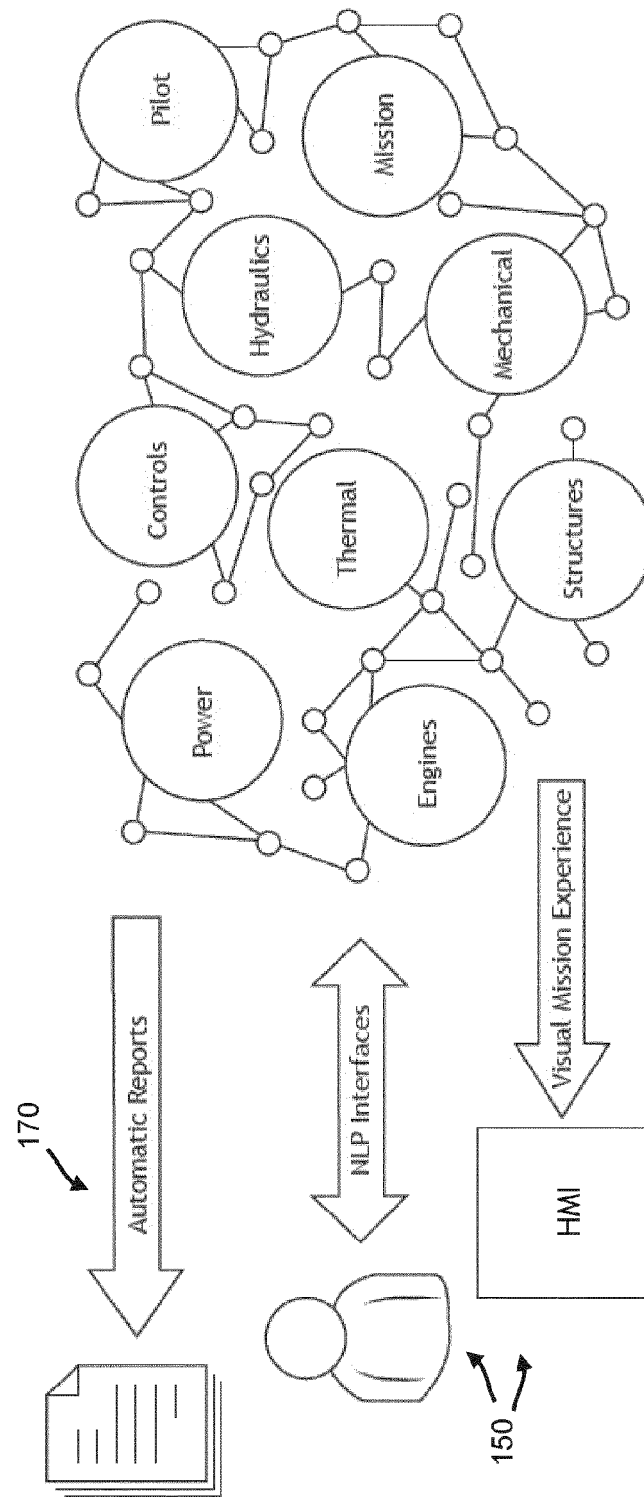 170
Automatic Reports
NLP Interfaces
150
HMI
Visual Mission Experience
Power
Controls
Pilot
Hydraulics
Thermal
Mission
Engines
Mechanical
Structures